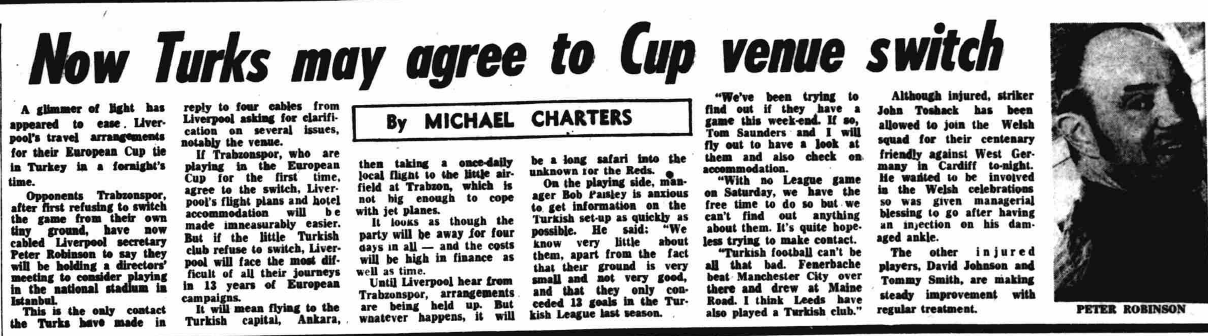 Now Turks may agree to Cup venue switch
A glimmer of light has
appeared to ease Liver-
pool's travel arrangements
for their European Cup tie
in Turkey in a fornight's
time.
Opponents Trabzonspor,
after first refusing to switch
the game from their own
tiny ground, have now
cabled Liverpool secretary
Peter Robinson to say they
will be holding a directors'
meeting to consider playing
in the national stadium in
Istanbul.
This is the only contact
the Turks have made in
reply to four cables from
Liverpool asking for clarifi-
cation on several issues,
notably the venue.
If Trabzonspor, who are
playing in the European
Cup for the first time,
agree to the switch, Liver-
pool's flight plans and hotel
accommodation will be
made immeasurably easier.
But if the little Turkish
club refuse to switch, Liver-
pool will face the most dif-
ficult of all their journeys
in 13 years of European
campaigns.
It will mean flying to the
Turkish capital, Ankara,
By MICHAEL CHARTERS
then taking a once-daily
local flight to the little air-
field at Trabzon, which is
not big enough to cope
with jet planes.
It looks as though the
party will be away for four
days in all — and the costs
will be high in finance as
well as time.
Until Liverpool hear from
Trabzonspor, arrangements
are being held up. But
whatever happens, it will
be a long safari into the
unknown for the Reds.
On the playing side, man-
ager Bob Paisley is anxious
to get information on the
Turkish set-up as quickly as
possible. He said: "We
know very little about
them, apart from the fact
that their ground is very
small and not very good,
and that they only con-
ceded 13 goals in the Tur-
kish League last season.
"We've been trying to
find out if they have a
game this week-end. If so,
Tom Saunders and I will
fly out to have a look at
them and also check on
accommodation.
"With no League game
on Saturday, we have the
free time to do so but we
can't find out anything
about them. It's quite hope-
less trying to make contact.
"Turkish football can't be
all that bad. Fenerbache
beat Manchester City over
there and drew at Maine
Road. I think Leeds have
also played a Turkish club."
Although injured, striker
John Toshack has been
allowed to join the Welsh
squad for their centenary
friendly against West Ger-
many in Cardiff to-night.
He wanted to be involved
in the Welsh celebrations
so was given managerial
blessing to go after having
an injection on his dam-
aged ankle.
The other injured
players, David Johnson and
Tommy Smith, are making
steady improvement with
regular treatment.
PETER ROBINSON